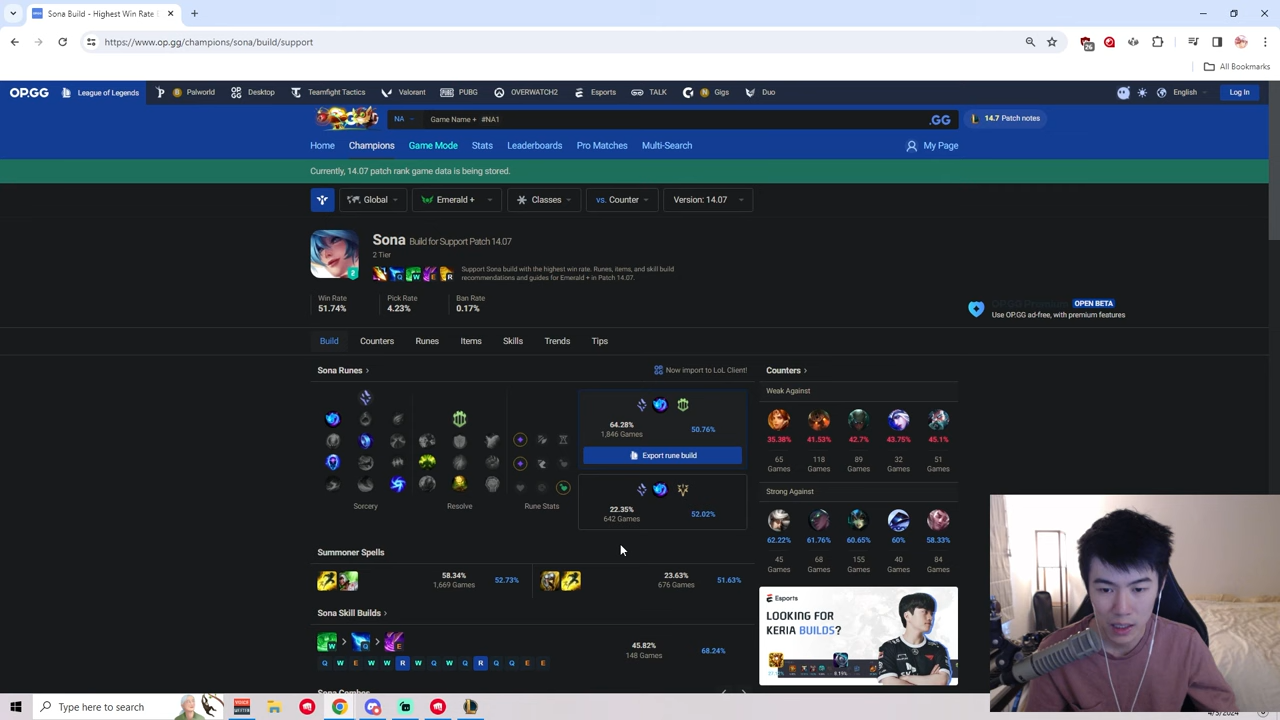 Sona Build - Highest Win Rate
https://www.op.gg/champions/sona/build/support
26
All Bookmarks
OP.GG League of Legends Palworld Desktop Teamfight Tactics Valorant PUBG OVERWATCH2 Esports TALK Gigs Duo English Log In
NA Game Name + #NA1 .GG 14.7 Patch notes
Home Champions Game Mode Stats Leaderboards Pro Matches Multi-Search My Page
Currently, 14.07 patch rank game data is being stored.
Global Emerald + Classes vs. Counter Version: 14.07
Sona Build for Support Patch 14.07
2 Tier
Q W E R
Support Sona build with the highest win rate. Runes, items, and skill build
recommendations and guides for Emerald + in Patch 14.07.
Win Rate Pick Rate Ban Rate
51.74% 4.23% 0.17%
OPEN BETA
Use OP.GG ad-free, with premium features
Build Counters Runes Items Skills Trends Tips
Sona Runes Now import to LoL Client!
64.28%
1,846 Games
50.76%
Export rune build
22.35%
642 Games
52.02%
Sorcery Resolve Rune Stats
Counters
Weak Against
35.38% 41.53% 42.7% 43.75% 45.1%
65 118 89 32 51
Games Games Games Games Games
Strong Against
62.22% 61.76% 60.65% 60% 58.33%
45 68 155 40 84
Games Games Games Games Games
Summoner Spells
58.34%
1,669 Games
52.73%
23.63%
676 Games
51.63%
Sona Skill Builds
W Q E
45.82%
148 Games
68.24%
Q W E W W R W Q W Q R Q Q E E
Sona Combos
Esports
LOOKING FOR
KERIA BUILDS?
Type here to search